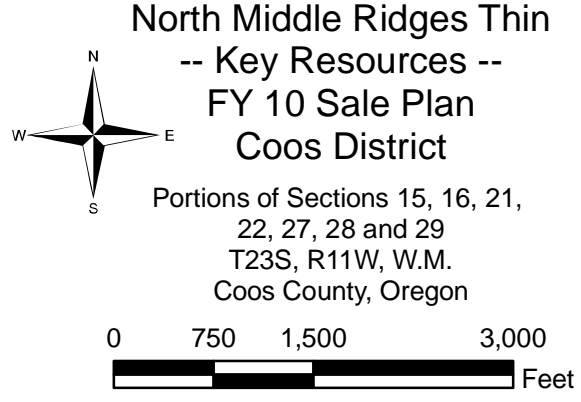 North Middle Ridges Thin
-- Key Resources --
FY 10 Sale Plan
Coos District
N
W E
S
Portions of Sections 15, 16, 21,
22, 27, 28 and 29
T23S, R11W, W.M.
Coos County, Oregon
0 750 1,500 3,000
Feet